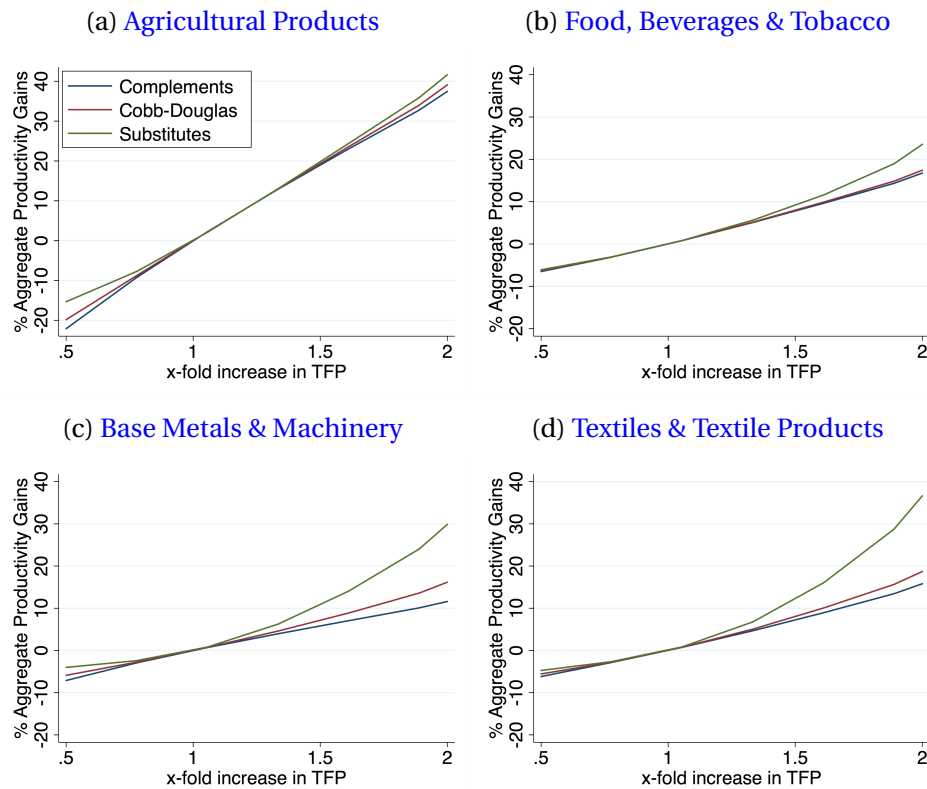 (a) Agricultural Products
% Aggregate Productivity Gains
40
30
20
10
0
-10
-20
Complements
Cobb-Douglas
Substitutes
.5
1
1.5
2
x-fold increase in TFP
(b) Food, Beverages & Tobacco
% Aggregate Productivity Gains
40
30
20
10
0
-10
-20
.5
1
1.5
2
x-fold increase in TFP
(c) Base Metals & Machinery
% Aggregate Productivity Gains
40
30
20
10
0
-10
-20
.5
1
1.5
2
x-fold increase in TFP
(d) Textiles & Textile Products
% Aggregate Productivity Gains
40
30
20
10
0
-10
-20
.5
1
1.5
2
x-fold increase in TFP